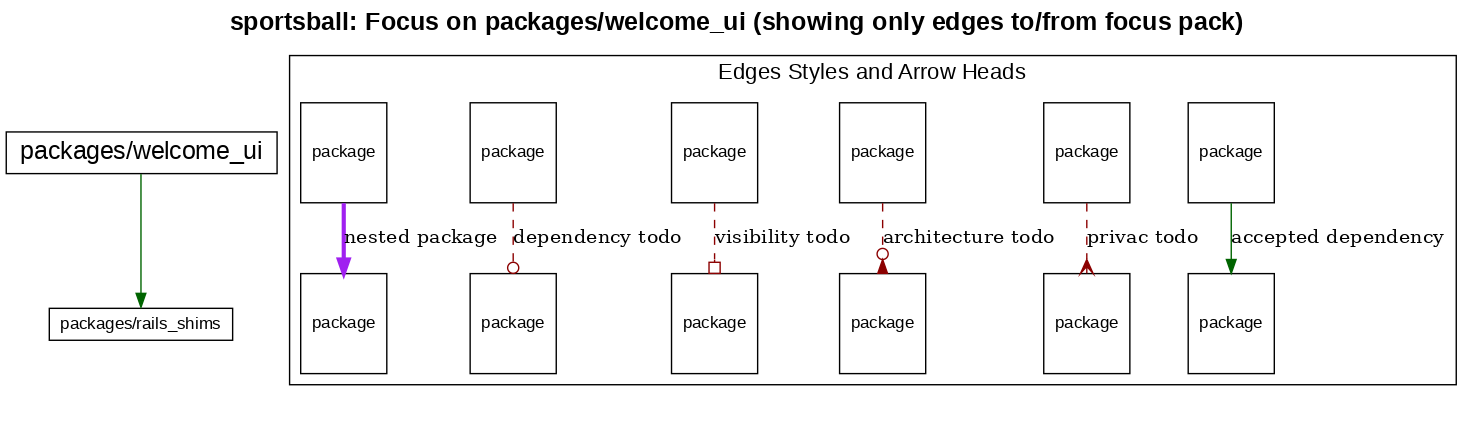 sportsball: Focus on packages/welcome_ui (showing only edges to/from focus pack)
packages/welcome_ui
packages/rails_shims
Edges Styles and Arrow Heads
package package package package package package
nested package dependency todo visibility todo architecture todo privac todo accepted dependency
package package package package package package